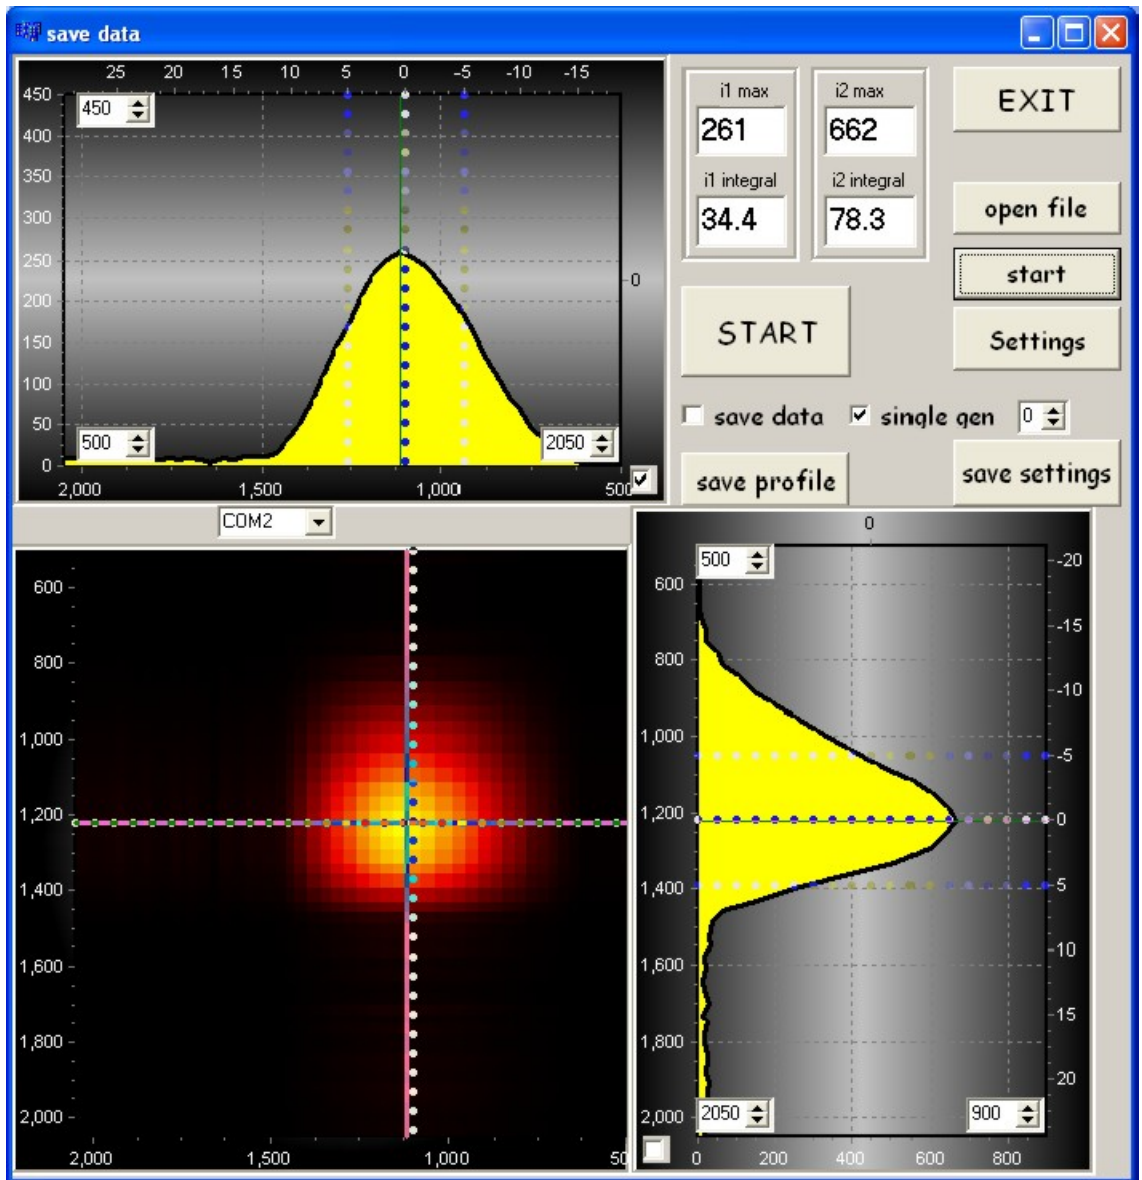 save data
25 20 15 10 5 0 -5 -10 -15
450
400
350
300
250
200
150
100
50
0
450
500
2050
0
2,000 1,500 1,000 500
i1 max
261
i1 integral
34.4
i2 max
662
i2 integral
78.3
EXIT
open file
start
START
Settings
save data
single gen
0
save profile
save settings
COM2
600
800
1,000
1,200
1,400
1,600
1,800
2,000
2,000 1,500 1,000 50
0
500
600
800
1,000
1,200
1,400
1,600
1,800
2,000
-20
-15
-10
-5
0
5
10
15
20
2050
900
0 200 400 600 800